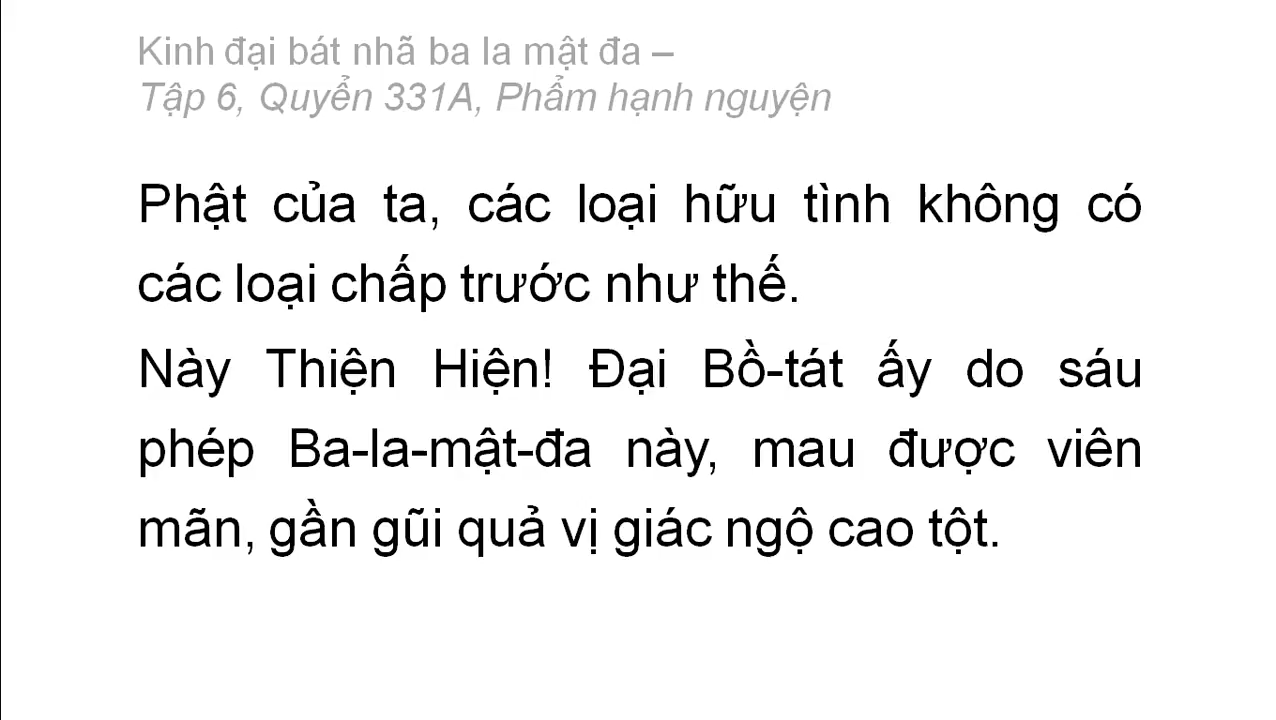 Kinh đại bát nhã ba la mật đa –
Tập 6, Quyển 331A, Phẩm hạnh nguyện
Phật của ta, các loại hữu tình không có
các loại chấp trước như thế.
Này Thiện Hiện! Đại Bồ-tát ấy do sáu
phép Ba-la-mật-đa này, mau được viên
mãn, gần gũi quả vị giác ngộ cao tột.